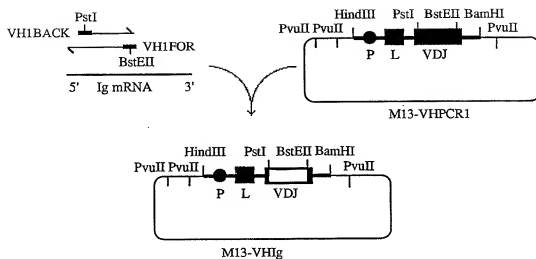 PstI
VH1BACK
VH1FOR
BstEII
5' Ig mRNA 3'
HindIII PstI BstEII BamHI
PvuII PvuII PvuII
P L VDJ
M13-VHPCR1
HindIII PstI BstEII BamHI
PvuII PvuII PvuII
P L VDJ
M13-VHIg